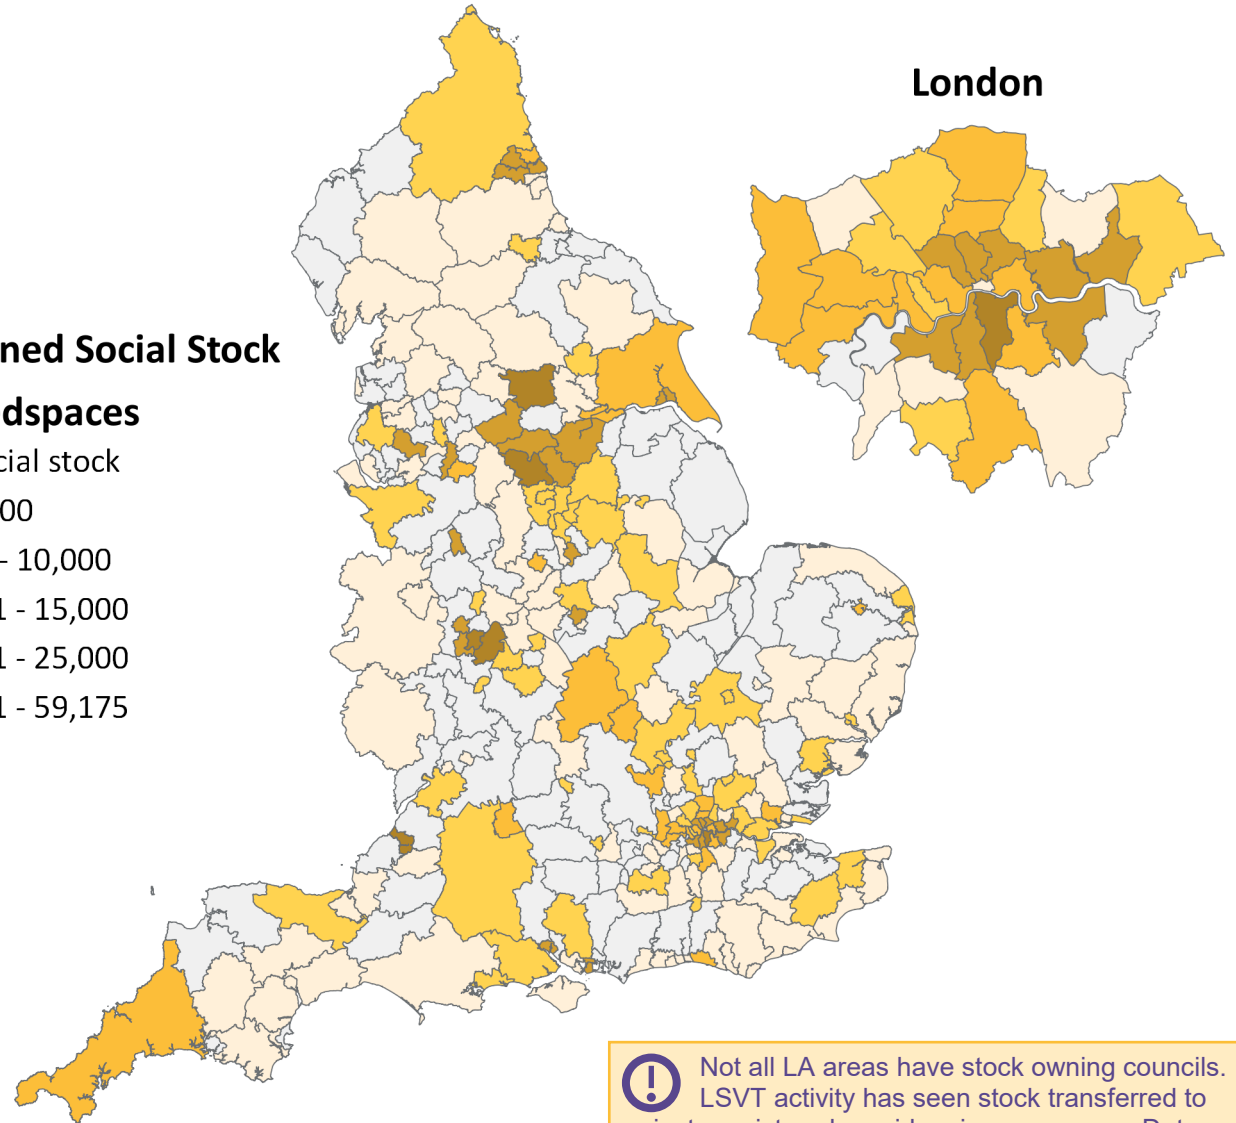 London
ned Social Stock
dspaces
cial stock
00
- 10,000
1 - 15,000
1 - 25,000
1 - 59,175
Not all LA areas have stock owning councils.
LSVT activity has seen stock transferred to